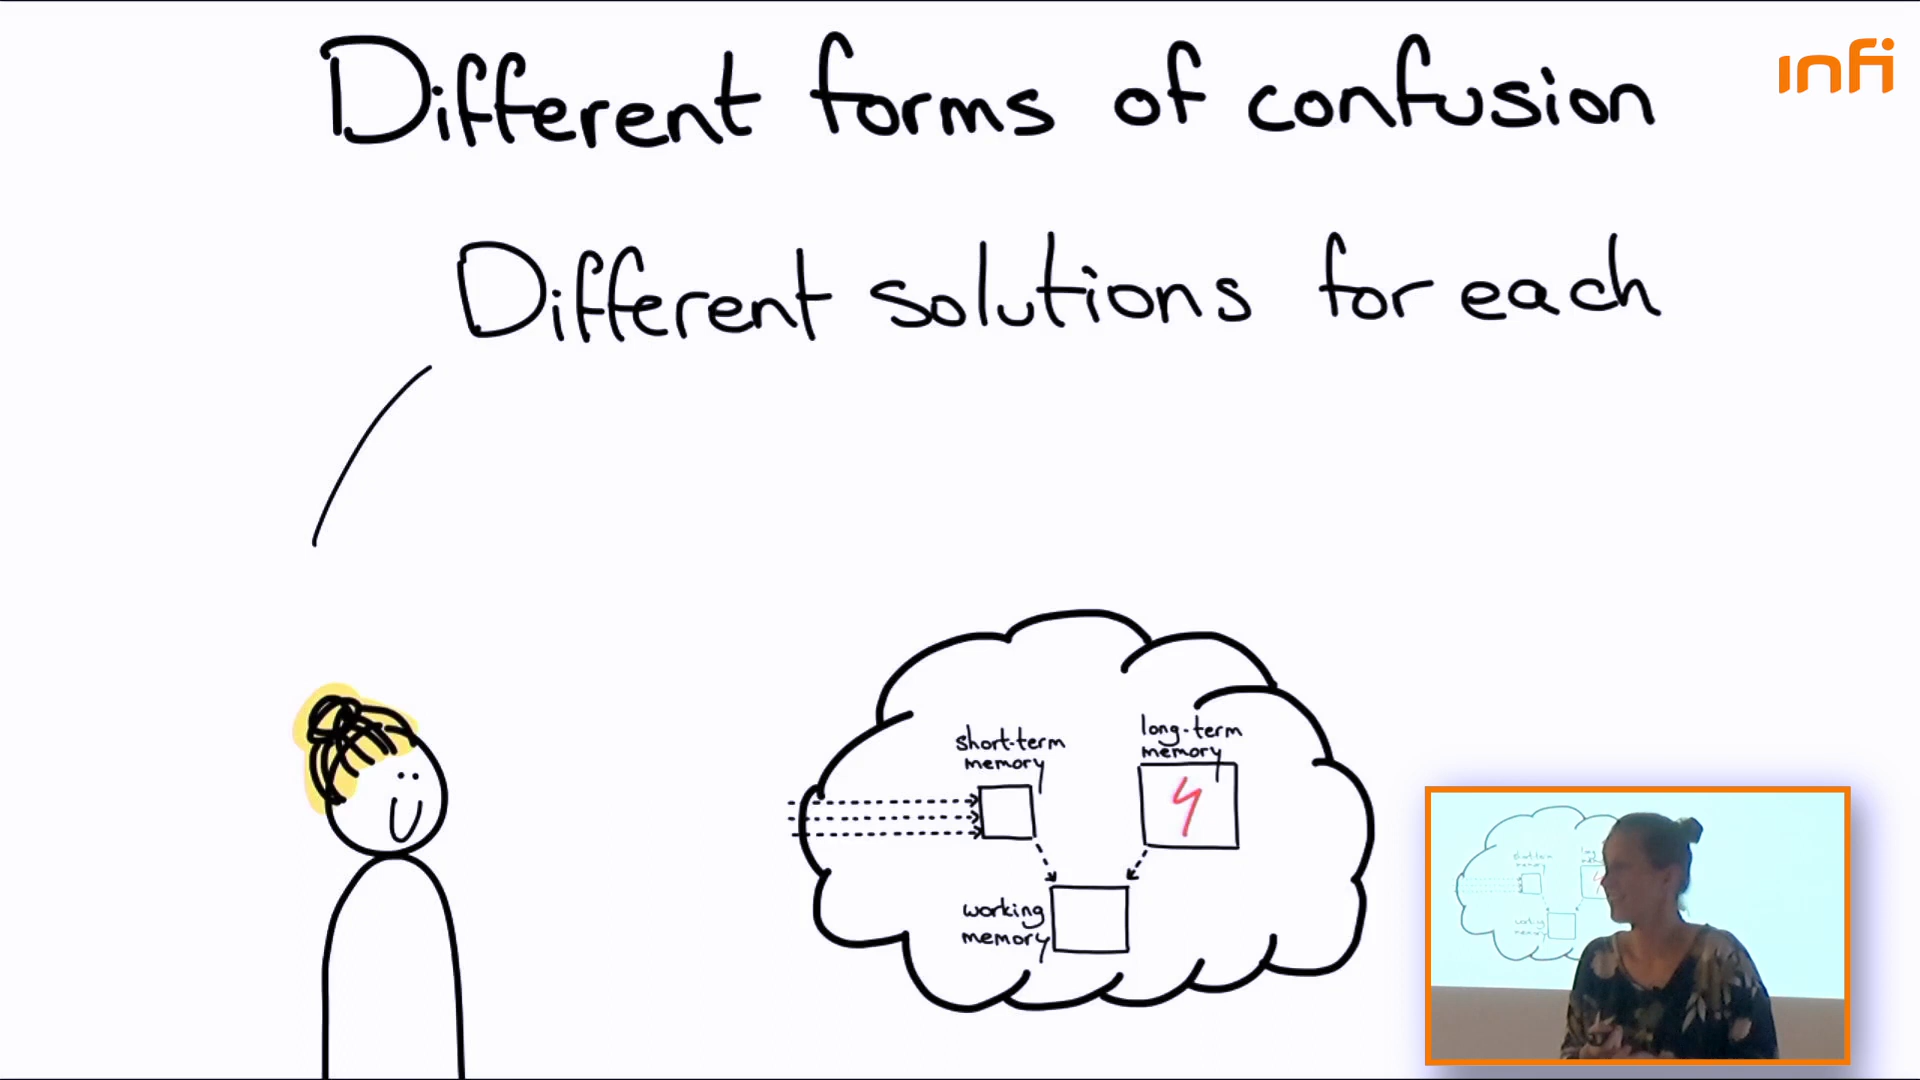 Different forms of confusion
infi
Different solutions for each
short-term
memory
long-term
memory
working
memory